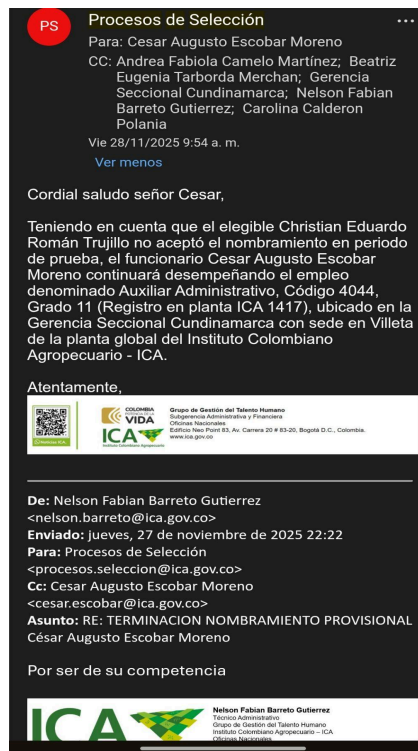 PS
Procesos de Selección
...
Para: Cesar Augusto Escobar Moreno
CC: Andrea Fabiola Camelo Martínez; Beatriz
Eugenia Tarborda Merchan; Gerencia
Seccional Cundinamarca; Nelson Fabian
Barreto Gutierrez; Carolina Calderon
Polania
Vie 28/11/2025 9:54 a. m.
Ver menos
Cordial saludo señor Cesar,
Teniendo en cuenta que el elegible Christian Eduardo
Román Trujillo no aceptó el nombramiento en periodo
de prueba, el funcionario Cesar Augusto Escobar
Moreno continuará desempeñando el empleo
denominado Auxiliar Administrativo, Código 4044,
Grado 11 (Registro en planta ICA 1417), ubicado en la
Gerencia Seccional Cundinamarca con sede en Villeta
de la planta global del Instituto Colombiano
Agropecuario - ICA.
Atentamente,
COLOMBIA
POTENCIA DE LA
VIDA
ICA
Instituto Colombiano Agropecuario
Grupo de Gestión del Talento Humano
Subgerencia Administrativa y Financiera
Oficinas Nacionales
Edificio Neo Point 83, Av. Carrera 20 # 83-20, Bogotá D.C., Colombia.
www.ica.gov.co
De: Nelson Fabian Barreto Gutierrez
<nelson.barreto@ica.gov.co>
Enviado: jueves, 27 de noviembre de 2025 22:22
Para: Procesos de Selección
<procesos.seleccion@ica.gov.co>
Cc: Cesar Augusto Escobar Moreno
<cesar.escobar@ica.gov.co>
Asunto: RE: TERMINACION NOMBRAMIENTO PROVISIONAL
César Augusto Escobar Moreno
Por ser de su competencia
ICA
Nelson Fabian Barreto Gutierrez
Técnico Administrativo
Grupo de Gestión del Talento Humano
Instituto Colombiano Agropecuario – ICA
Oficinas Nacionales